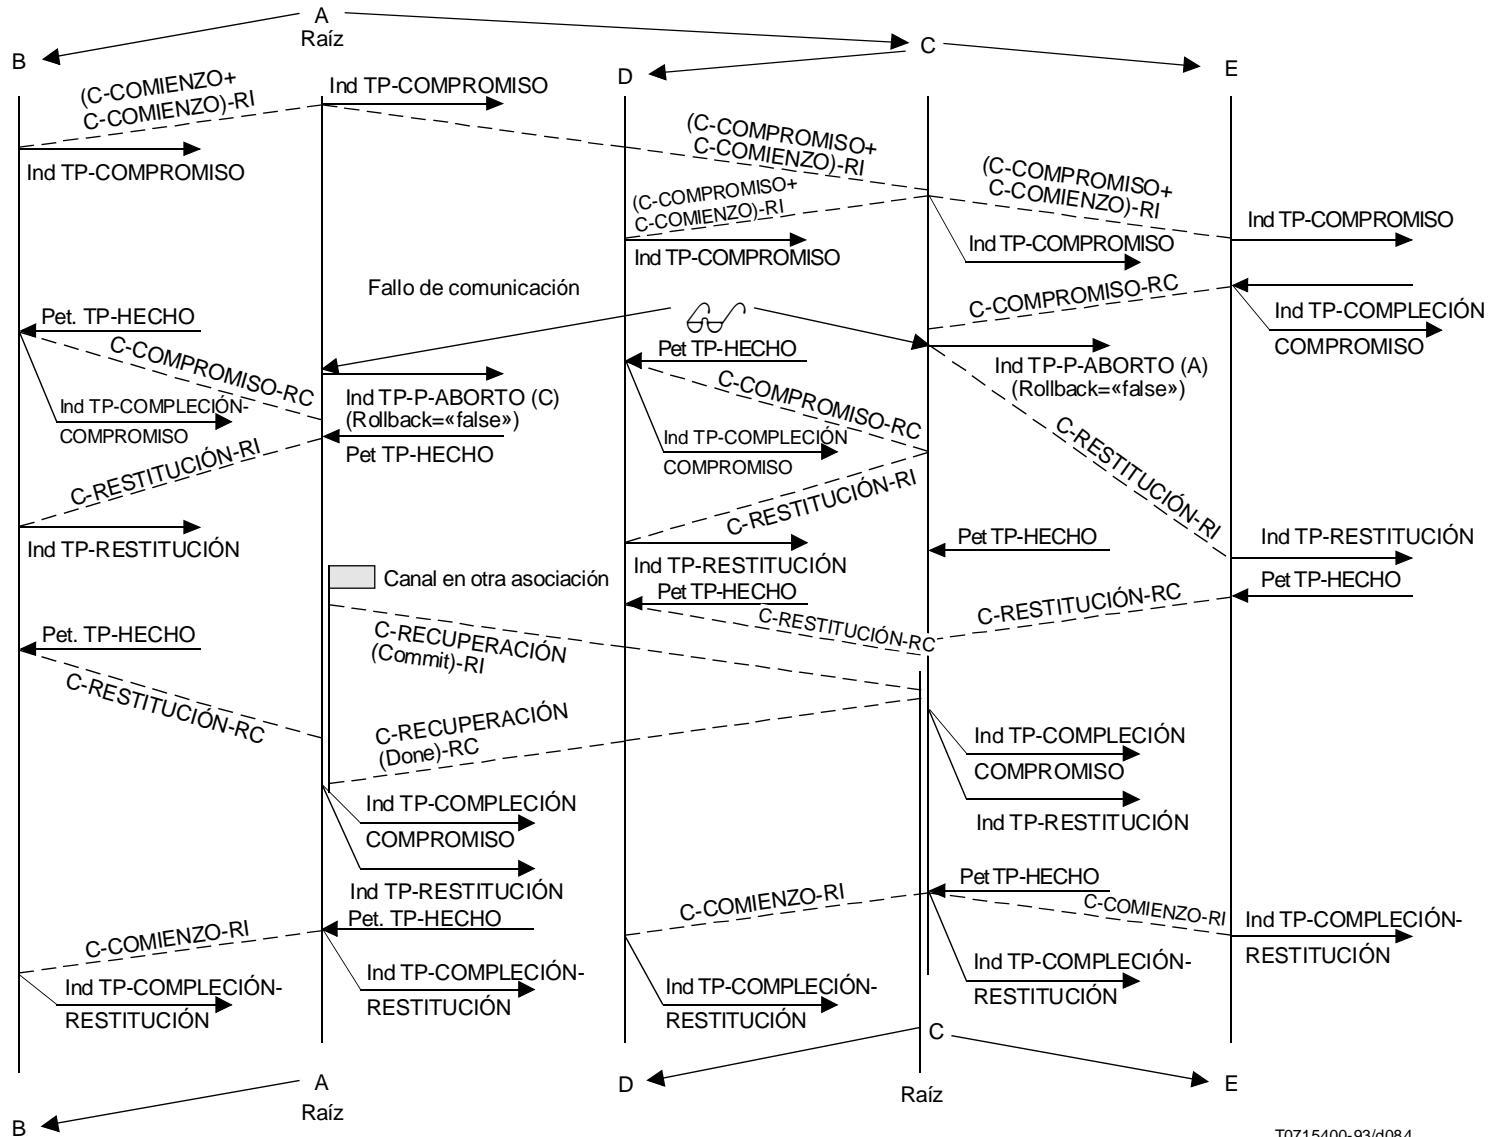 A
Raíz
B
C
D
E
(C-COMIENZO+
C-COMIENZO)-RI
Ind TP-COMPROMISO
Ind TP-COMPROMISO
(C-COMPROMISO+
C-COMIENZO)-RI
(C-COMPROMISO+
C-COMIENZO)-RI
(C-COMPROMISO+
C-COMIENZO)-RI
Ind TP-COMPROMISO
Ind TP-COMPROMISO
Ind TP-COMPROMISO
Fallo de comunicación
C-COMPROMISO-RC
Ind TP-COMPLECIÓN
COMPROMISO
Pet. TP-HECHO
C-COMPROMISO-RC
Pet TP-HECHO
Ind TP-P-ABORTO (A)
(Rollback=«false»)
Ind TP-P-ABORTO (C)
(Rollback=«false»)
C-COMPROMISO-RC
Ind TP-COMPLECIÓN-
COMPROMISO
Pet TP-HECHO
Ind TP-COMPLECIÓN
COMPROMISO
C-RESTITUCIÓN-RI
C-RESTITUCIÓN-RI
C-RESTITUCIÓN-RI
Ind TP-RESTITUCIÓN
Ind TP-RESTITUCIÓN
Pet TP-HECHO
Ind TP-RESTITUCIÓN
Canal en otra asociación
Pet TP-HECHO
Pet TP-HECHO
C-RESTITUCIÓN-RC
C-RESTITUCIÓN-RC
Pet. TP-HECHO
C-RECUPERACIÓN
(Commit)-RI
C-RESTITUCIÓN-RC
C-RECUPERACIÓN
(Done)-RC
Ind TP-COMPLECIÓN
COMPROMISO
Ind TP-RESTITUCIÓN
Ind TP-COMPLECIÓN
COMPROMISO
Ind TP-RESTITUCIÓN
Pet TP-HECHO
C-COMIENZO-RI
C-COMIENZO-RI
Pet. TP-HECHO
C-COMIENZO-RI
Ind TP-COMPLECIÓN-
RESTITUCIÓN
Ind TP-COMPLECIÓN-
RESTITUCIÓN
Ind TP-COMPLECIÓN-
RESTITUCIÓN
Ind TP-COMPLECIÓN-
RESTITUCIÓN
Ind TP-COMPLECIÓN-
RESTITUCIÓN
C
Raíz
D
E
A
Raíz
B
T0715400-93/d084